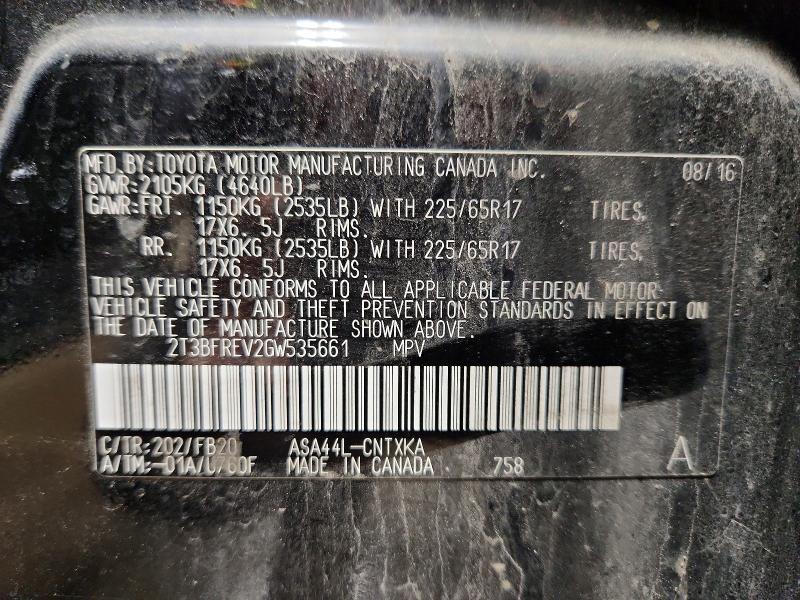 MFD. BY: TOYOTA MOTOR MANUFACTURING CANADA INC. 08/16
GVWR: 2105KG (4640LB)
GAWR: FRT. 1150KG (2535LB) WITH 225/65R17 TIRES,
17X6. 5J RIMS.
RR. 1150KG (2535LB) WITH 225/65R17 TIRES,
17X6. 5J RIMS.
THIS VEHICLE CONFORMS TO ALL APPLICABLE FEDERAL MOTOR
VEHICLE SAFETY AND THEFT PREVENTION STANDARDS IN EFFECT ON
THE DATE OF MANUFACTURE SHOWN ABOVE.
2T3BFREV2GW535661 MPV
C/TR: 202/FB20 ASA44L-CNTXKA
A/TM: MADE IN CANADA 758 A